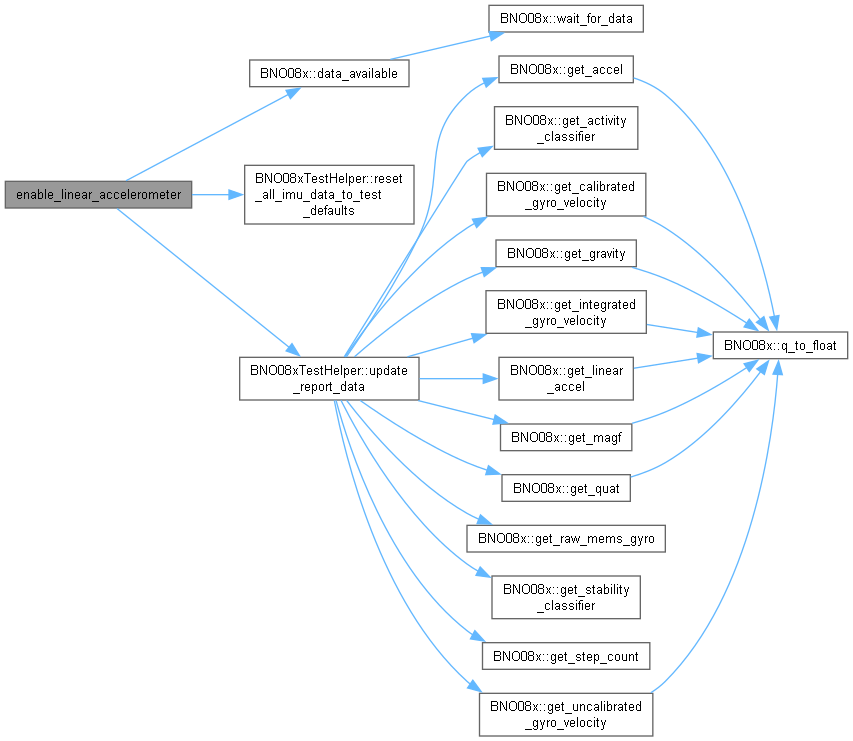 enable_linear_accelerometer
BNO08x::data_available
BNO08xTestHelper::reset
_all_imu_data_to_test
_defaults
BNO08xTestHelper::update
_report_data
BNO08x::wait_for_data
BNO08x::get_accel
BNO08x::get_activity
_classifier
BNO08x::get_calibrated
_gyro_velocity
BNO08x::get_gravity
BNO08x::get_integrated
_gyro_velocity
BNO08x::get_linear
_accel
BNO08x::get_magf
BNO08x::get_quat
BNO08x::get_raw_mems_gyro
BNO08x::get_stability
_classifier
BNO08x::get_step_count
BNO08x::get_uncalibrated
_gyro_velocity
BNO08x::q_to_float